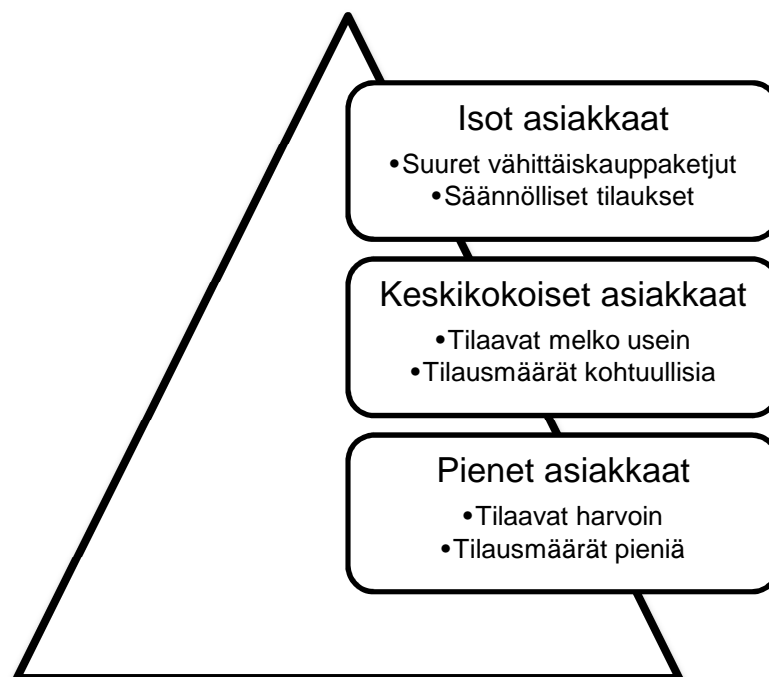 Isot asiakkaat
•Suuret vähittäiskauppaketjut
•Säännölliset tilaukset
Keskikokoiset asiakkaat
•Tilaavat melko usein
•Tilausmäärät kohtuullisia
Pienet asiakkaat
•Tilaavat harvoin
•Tilausmäärät pieniä